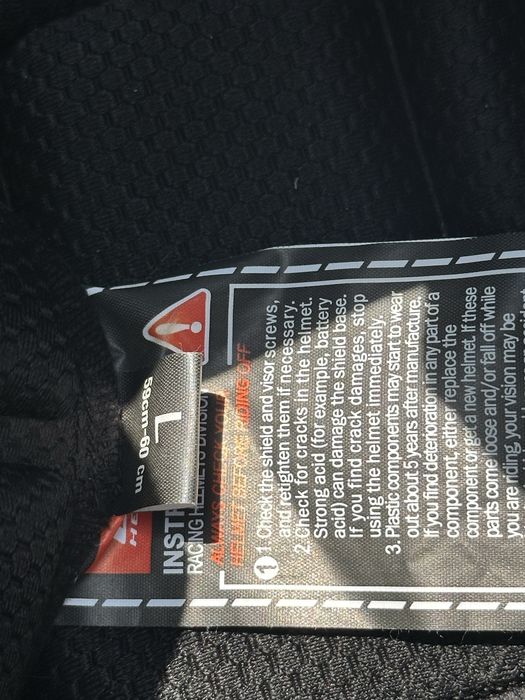 L
59cm-60 cm
INSTR
RACING HELMETS DIVISION
ALWAYS CHECK YOUR
HELMET BEFORE RIDING OFF
1 1. Check the shield and visor screws,
and retighten them if necessary.
2. Check for cracks in the helmet.
Strong acid (for example, battery
acid) can damage the shield base.
If you find crack damages, stop
using the helmet immediately.
3. Plastic components may start to wear
out about 5 years after manufacture.
If you find deterioration in any part of a
component, either replace the
component or get a new helmet. If these
parts come loose and/or fall off while
you are riding, your vision may be